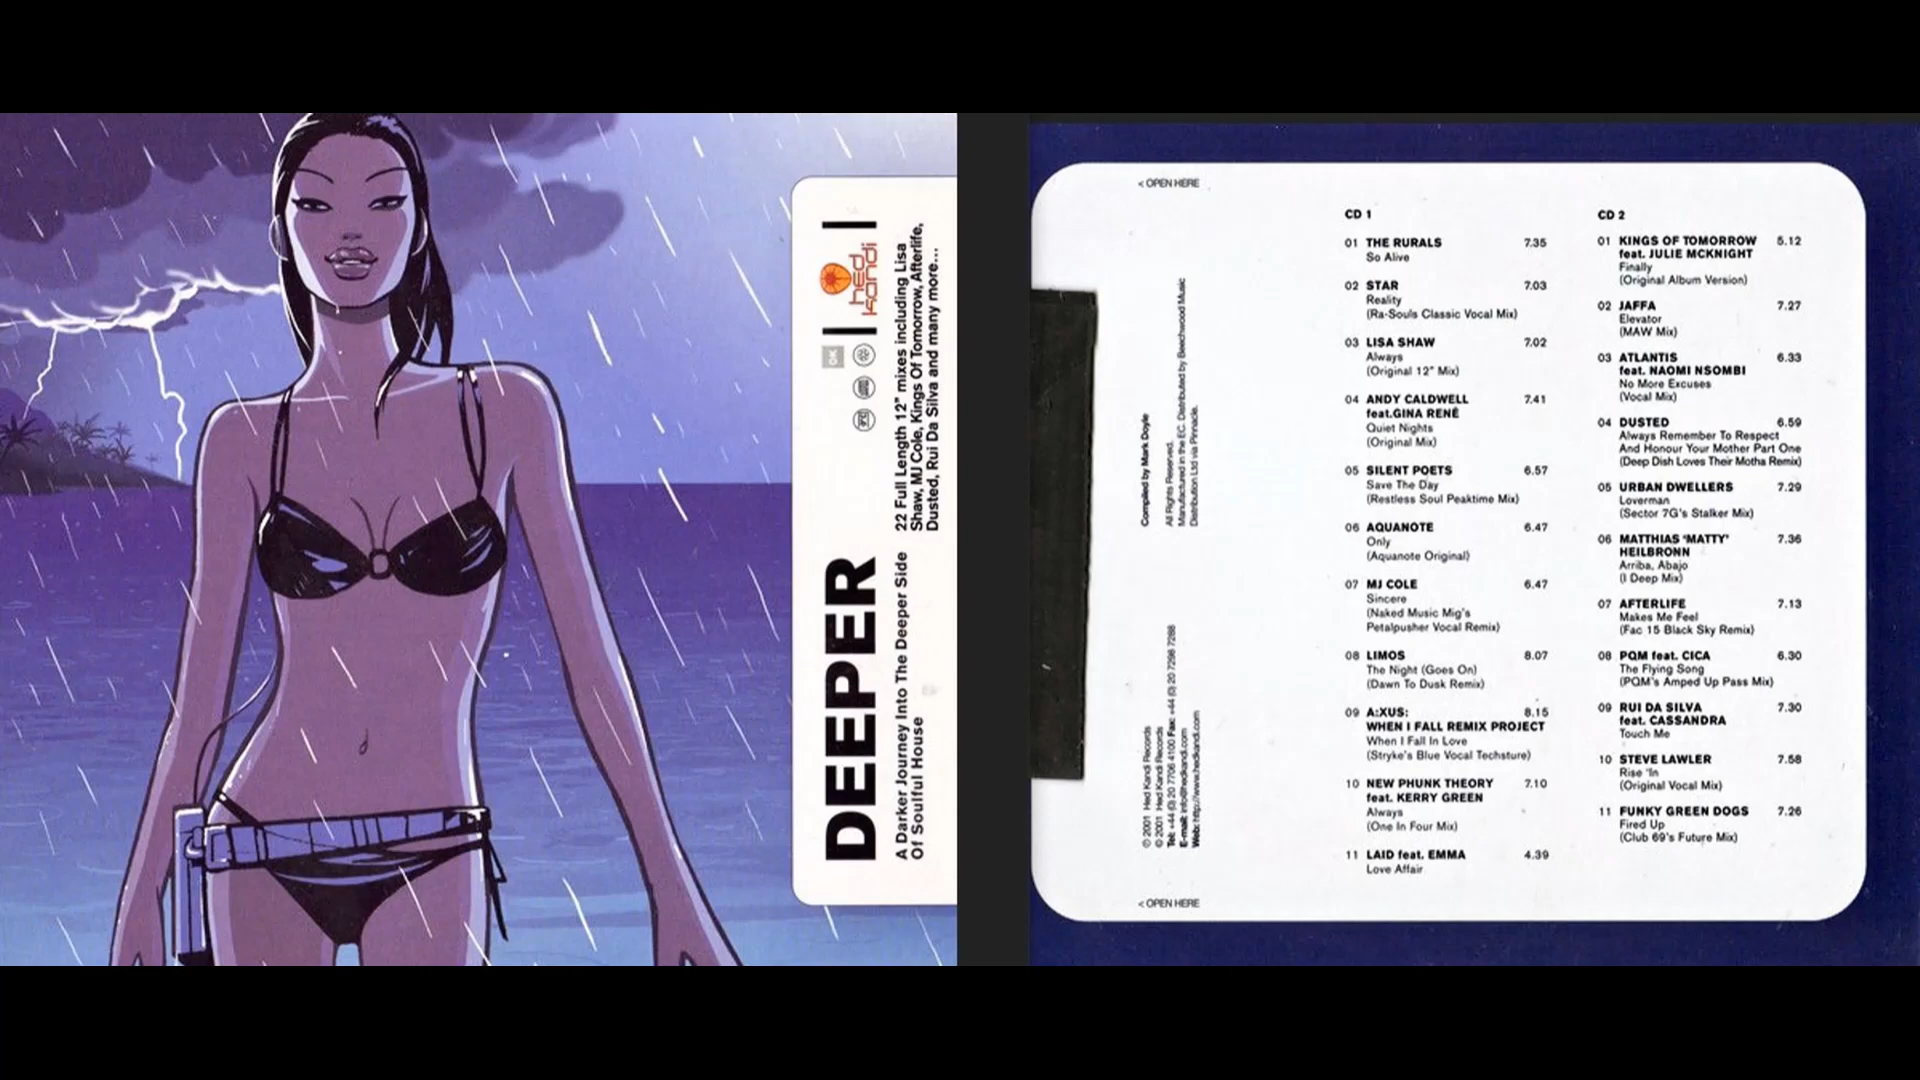 DEEPER
A Darker Journey Into The Deeper Side
Of Soulful House
22 Full Length 12" mixes including Lisa
Shaw, MJ Cole, Kings Of Tomorrow, Afterlife,
Dusted, Rui Da Silva and many more...
hed
kandi
< OPEN HERE
Compiled by Mark Doyle
All Rights Reserved.
Manufactured in the EC. Distributed by Beechwood Music
Distribution Ltd via Pinnacle.
© 2001 Hed Kandi Records
℗ 2001 Hed Kandi Records
Tel: +44 (0) 20 7706 4100 Fax: +44 (0) 20 7298 7288
E-mail: info@hedkandi.com
Web: http://www.hedkandi.com
< OPEN HERE
CD 1
01 THE RURALS 7.35
So Alive
02 STAR 7.03
Reality
(Ra-Souls Classic Vocal Mix)
03 LISA SHAW 7.02
Always
(Original 12" Mix)
04 ANDY CALDWELL 7.41
feat.GINA RENÉ
Quiet Nights
(Original Mix)
05 SILENT POETS 6.57
Save The Day
(Restless Soul Peaktime Mix)
06 AQUANOTE 6.47
Only
(Aquanote Original)
07 MJ COLE 6.47
Sincere
(Naked Music Mig's
Petalpusher Vocal Remix)
08 LIMOS 8.07
The Night (Goes On)
(Dawn To Dusk Remix)
09 A:XUS: 8.15
WHEN I FALL REMIX PROJECT
When I Fall In Love
(Stryke's Blue Vocal Techsture)
10 NEW PHUNK THEORY 7.10
feat. KERRY GREEN
Always
(One In Four Mix)
11 LAID feat. EMMA 4.39
Love Affair
CD 2
01 KINGS OF TOMORROW 5.12
feat. JULIE MCKNIGHT
Finally
(Original Album Version)
02 JAFFA 7.27
Elevator
(MAW Mix)
03 ATLANTIS 6.33
feat. NAOMI NSOMBI
No More Excuses
(Vocal Mix)
04 DUSTED 6.59
Always Remember To Respect
And Honour Your Mother Part One
(Deep Dish Loves Their Motha Remix)
05 URBAN DWELLERS 7.29
Loverman
(Sector 7G's Stalker Mix)
06 MATTHIAS 'MATTY' 7.36
HEILBRONN
Arriba, Abajo
(I Deep Mix)
07 AFTERLIFE 7.13
Makes Me Feel
(Fac 15 Black Sky Remix)
08 PQM feat. CICA 6.30
The Flying Song
(PQM's Amped Up Pass Mix)
09 RUI DA SILVA 7.30
feat. CASSANDRA
Touch Me
10 STEVE LAWLER 7.58
Rise 'In
(Original Vocal Mix)
11 FUNKY GREEN DOGS 7.26
Fired Up
(Club 69's Future Mix)